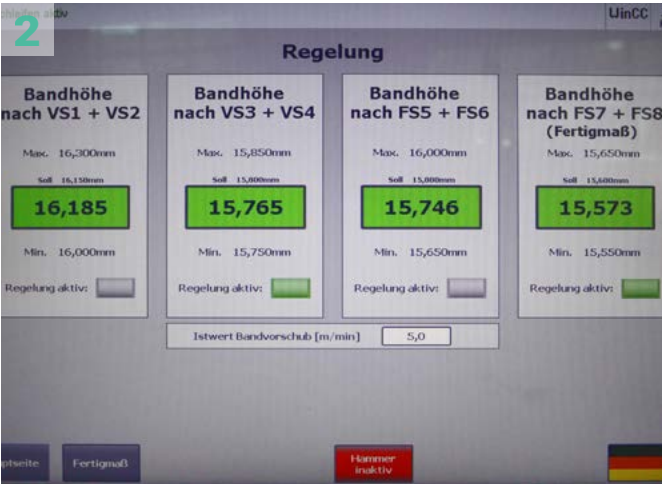 2
aktiv
WinCC
Regelung
Bandhöhe
nach VS1 + VS2
Max. 16,300mm
Soll 16,150mm
16,185
Min. 16,000mm
Regelung aktiv:
Bandhöhe
nach VS3 + VS4
Max. 15,850mm
Soll 15,800mm
15,765
Min. 15,750mm
Regelung aktiv:
Bandhöhe
nach FS5 + FS6
Max. 16,000mm
Soll 15,800mm
15,746
Min. 15,650mm
Regelung aktiv:
Bandhöhe
nach FS7 + FS8
(Fertigmaß)
Max. 15,650mm
Soll 15,600mm
15,573
Min. 15,550mm
Regelung aktiv:
Istwert Bandvorschub [m/min] 5,0
ptseite
Fertigmaß
Hammer
inaktiv